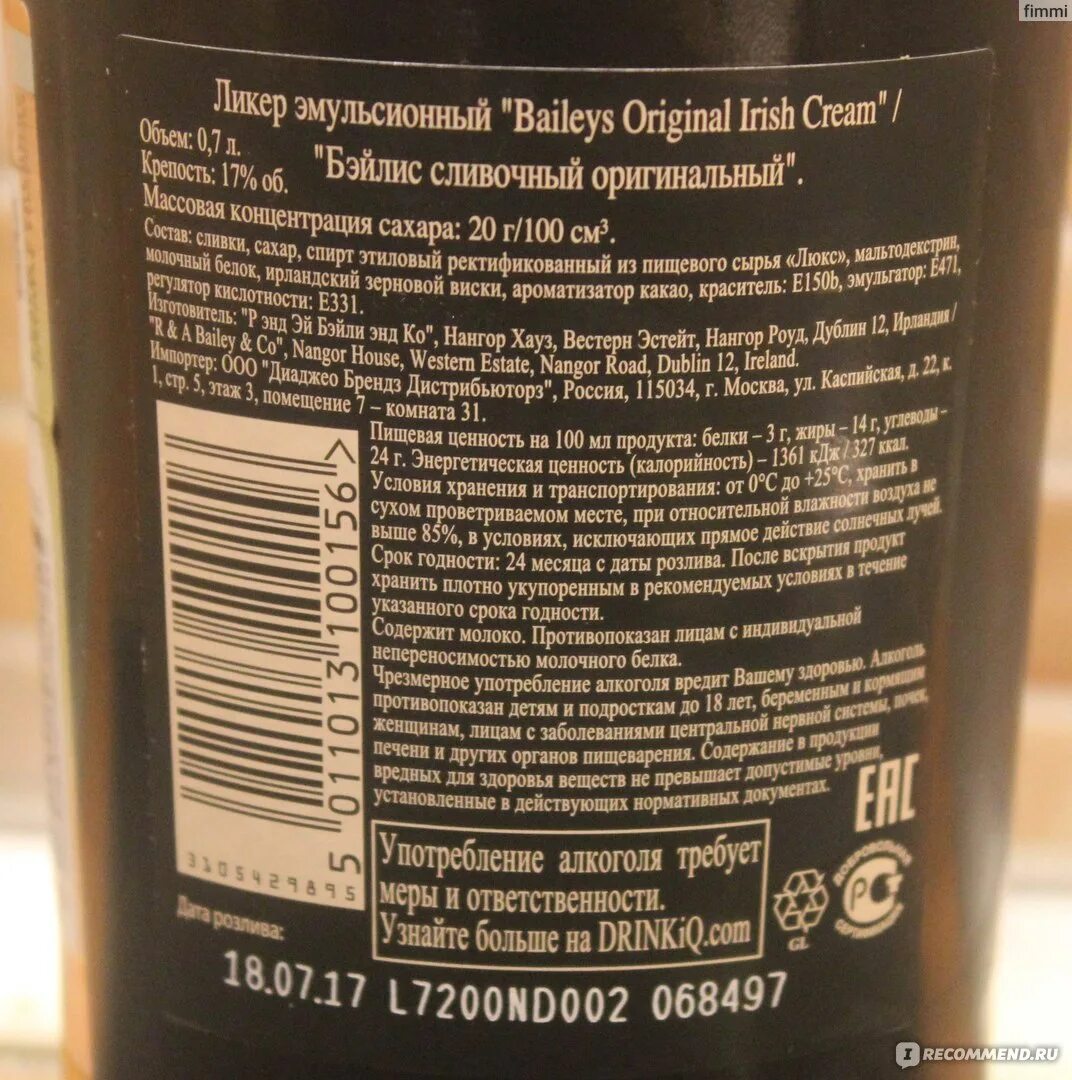 fimmi
Ликер эмульсионный "Baileys Original Irish Cream" /
"Бэйлис сливочный оригинальный".
Объем: 0,7 л.
Крепость: 17% об.
Массовая концентрация сахара: 20 г/100 см³.
Состав: сливки, сахар, спирт этиловый ректификованный из пищевого сырья «Люкс», мальтодекстрин,
молочный белок, ирландский зерновой виски, ароматизатор какао, краситель: Е150b, эмульгатор: Е471,
регулятор кислотности: Е331.
Изготовитель: "Р энд Эй Бэйли энд Ко", Нангор Хауз, Вестерн Эстейт, Нангор Роуд, Дублин 12, Ирландия /
"R & A Bailey & Co", Nangor House, Western Estate, Nangor Road, Dublin 12, Ireland.
Импортер: ООО "Диаджео Брендз Дистрибьюторз", Россия, 115034, г. Москва, ул. Каспийская, д. 22, к.
1, стр. 5, этаж 3, помещение 7 – комната 31.
Пищевая ценность на 100 мл продукта: белки – 3 г, жиры – 14 г, углеводы –
24 г. Энергетическая ценность (калорийность) – 1361 кДж / 327 ккал.
Условия хранения и транспортирования: от 0°С до +25°С, хранить в
сухом проветриваемом месте, при относительной влажности воздуха не
выше 85%, в условиях, исключающих прямое действие солнечных лучей.
Срок годности: 24 месяца с даты розлива. После вскрытия продукт
хранить плотно укупоренным в рекомендуемых условиях в течение
указанного срока годности.
Содержит молоко. Противопоказан лицам с индивидуальной
непереносимостью молочного белка.
Чрезмерное употребление алкоголя вредит Вашему здоровью. Алкоголь
противопоказан детям и подросткам до 18 лет, беременным и кормящим
женщинам, лицам с заболеваниями центральной нервной системы, почек,
печени и других органов пищеварения. Содержание в продукции
вредных для здоровья веществ не превышает допустимые уровни,
установленные в действующих нормативных документах.
5 011013 100156 >
3105429895
EAC
Употребление алкоголя требует
меры и ответственности.
Узнайте больше на DRINKiQ.com
GL
ДОБРОВОЛЬНАЯ
РСТ
СЕРТИФИКАЦИЯ
Дата розлива:
18.07.17 L7200ND002 068497
I RECOMMEND.RU